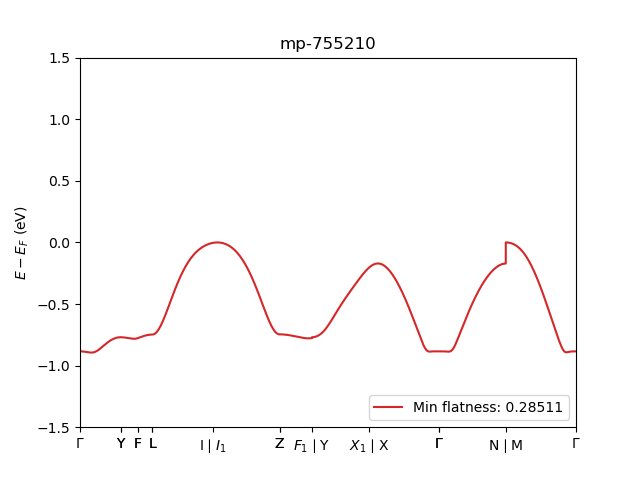 mp-755210
E − E_F (eV)
1.5
1.0
0.5
0.0
−0.5
−1.0
−1.5
Min flatness: 0.28511
Γ Y F L I | I₁ Z F₁ | Y X₁ | X Γ N | M Γ